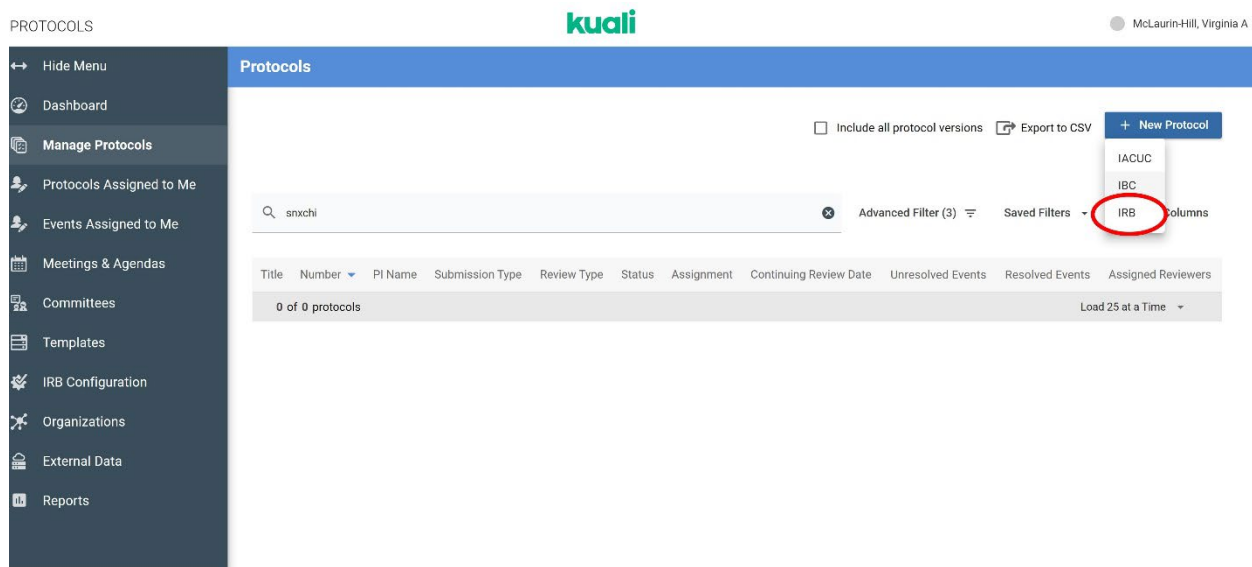 PROTOCOLS
kuali
McLaurin-Hill, Virginia A
Hide Menu
Dashboard
Manage Protocols
Protocols Assigned to Me
Events Assigned to Me
Meetings & Agendas
Committees
Templates
IRB Configuration
Organizations
External Data
Reports
Protocols
Include all protocol versions Export to CSV + New Protocol
IACUC
IBC
IRB
snxchi Advanced Filter (3) Saved Filters Columns
Title Number PI Name Submission Type Review Type Status Assignment Continuing Review Date Unresolved Events Resolved Events Assigned Reviewers
0 of 0 protocols Load 25 at a Time